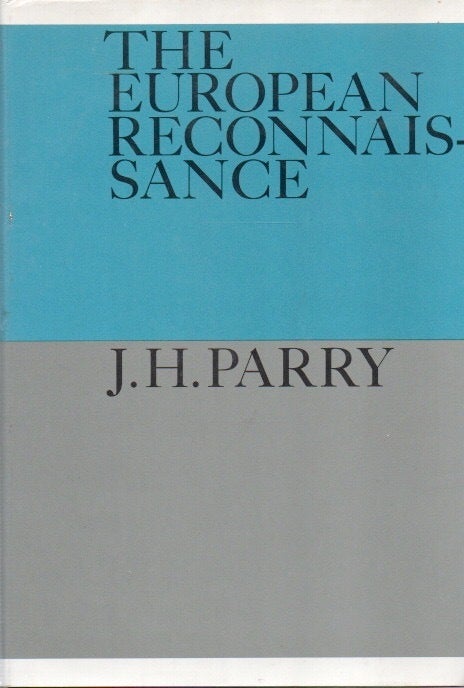 THE
EUROPEAN
RECONNAIS-
SANCE
J.H.PARRY